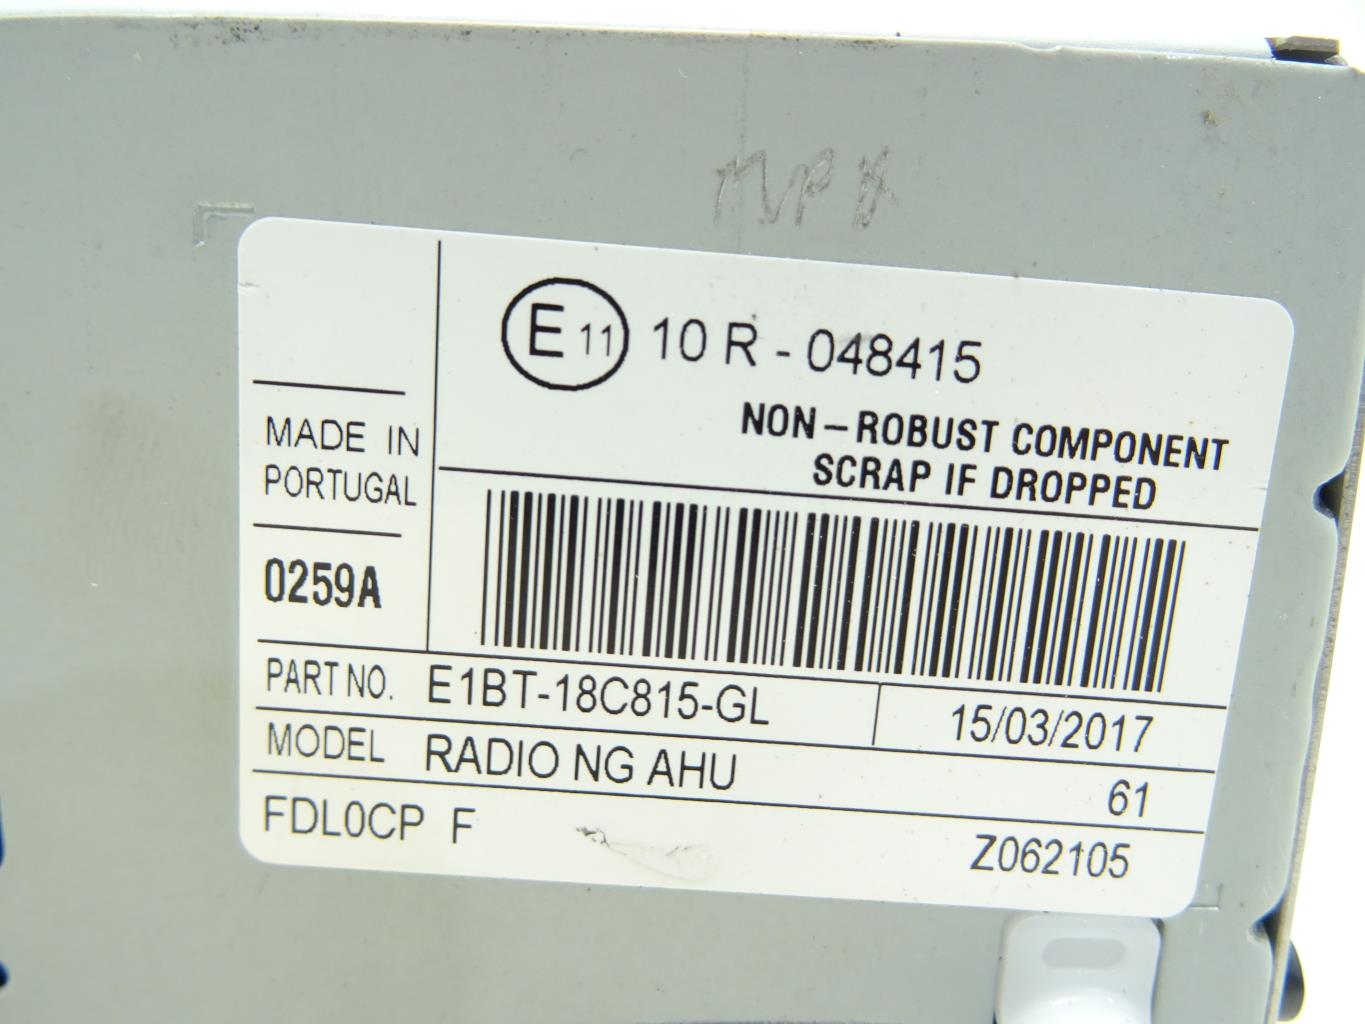 E 11 10 R - 048415
NON-ROBUST COMPONENT
SCRAP IF DROPPED
MADE IN
PORTUGAL
0259A
PART NO. E1BT-18C815-GL 15/03/2017
MODEL RADIO NG AHU 61
FDL0CP F Z062105